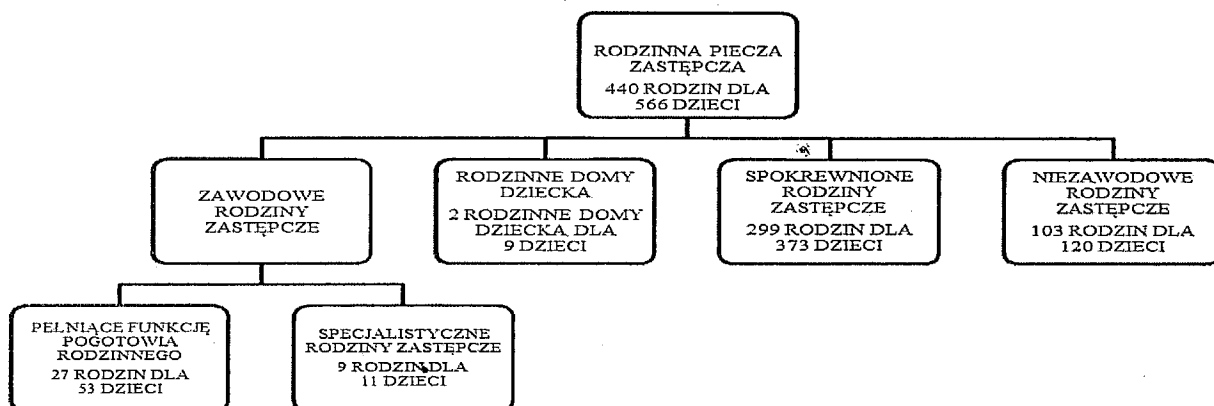 RODZINNA PIECZA
ZASTĘPCZA
440 RODZIN DLA
566 DZIECI
ZAWODOWE
RODZINY
ZASTĘPCZE
RODZINNE DOMY
DZIECKA
2 RODZINNE DOMY
DZIECKA DLA
9 DZIECI
SPOKREWNIONE
RODZINY
ZASTĘPCZE
299 RODZIN DLA
373 DZIECI
NIEZAWODOWE
RODZINY
ZASTĘPCZE
103 RODZIN DLA
120 DZIECI
PEŁNIĄCE FUNKCJĘ
POGOTOWIA
RODZINNEGO
27 RODZIN DLA
53 DZIECI
SPECJALISTYCZNE
RODZINY ZASTĘPCZE
9 RODZIN DLA
11 DZIECI